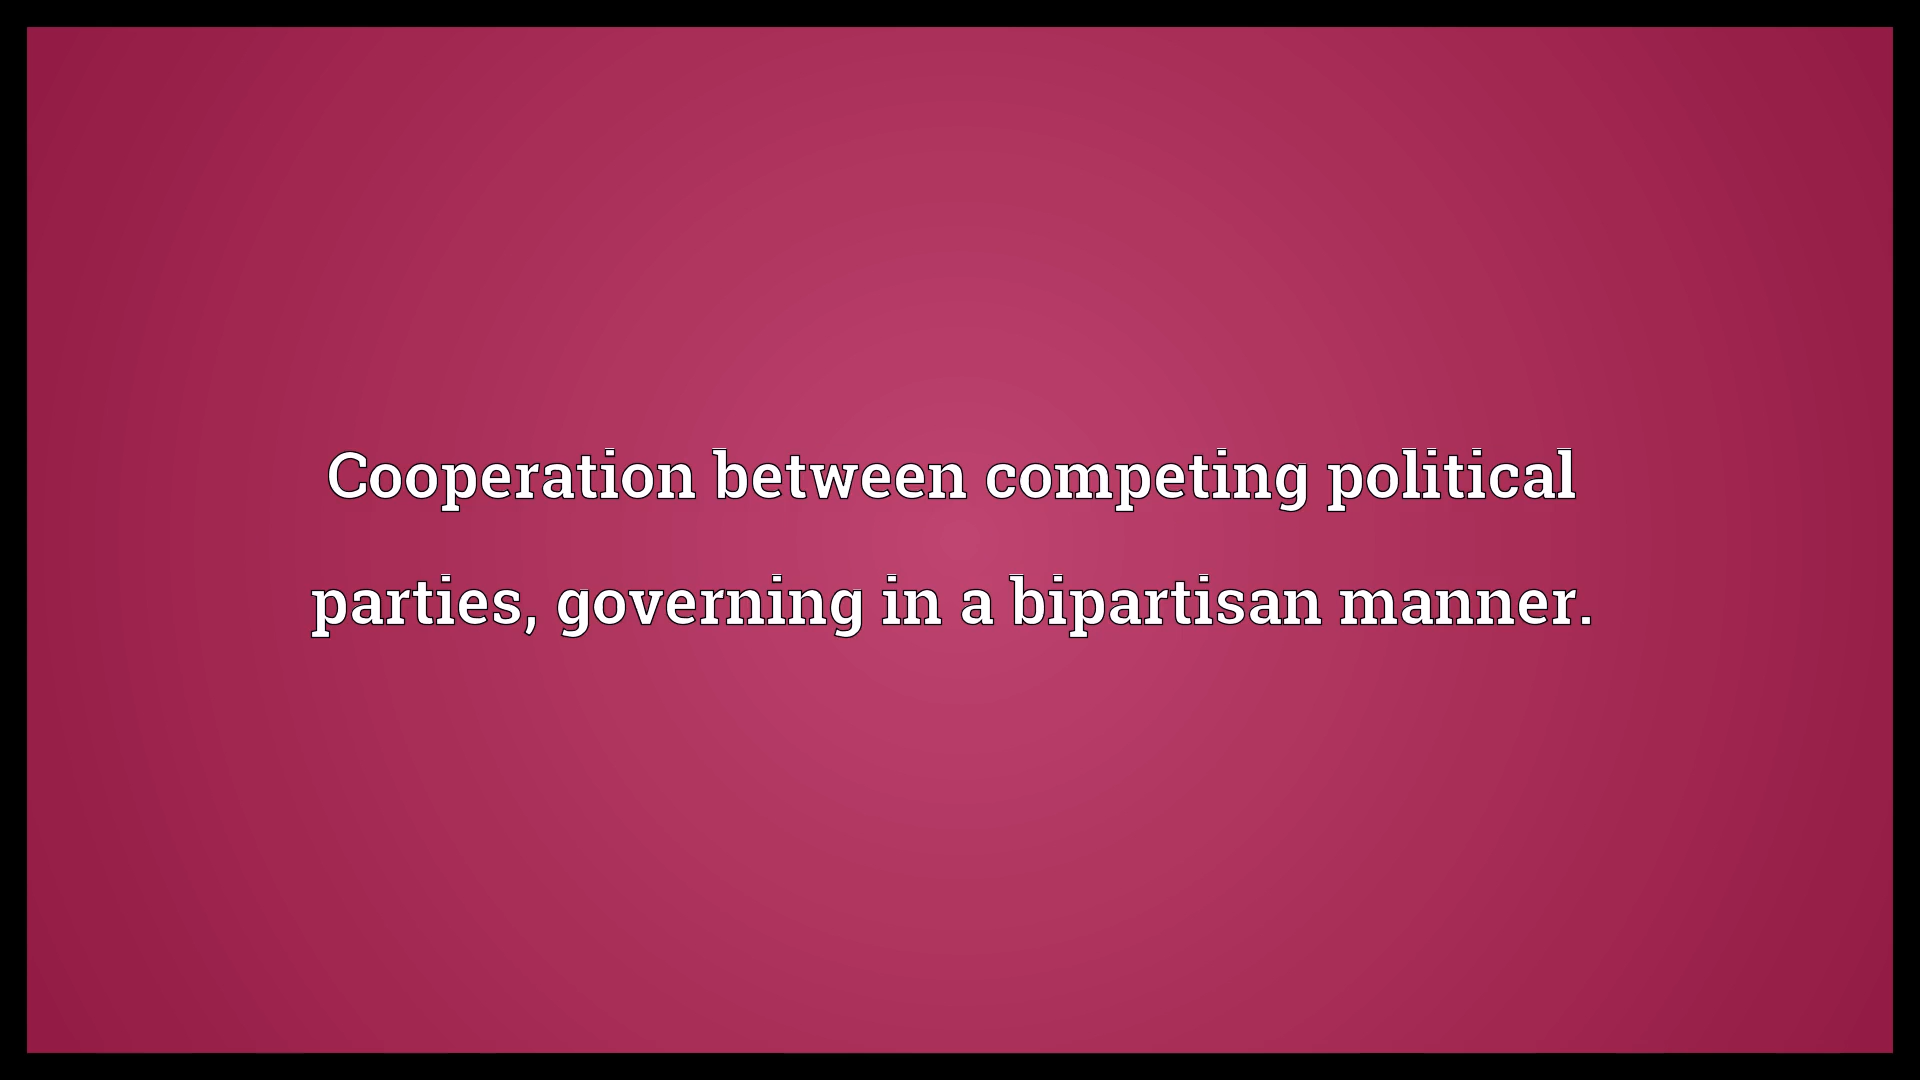 Cooperation between competing political
parties, governing in a bipartisan manner.